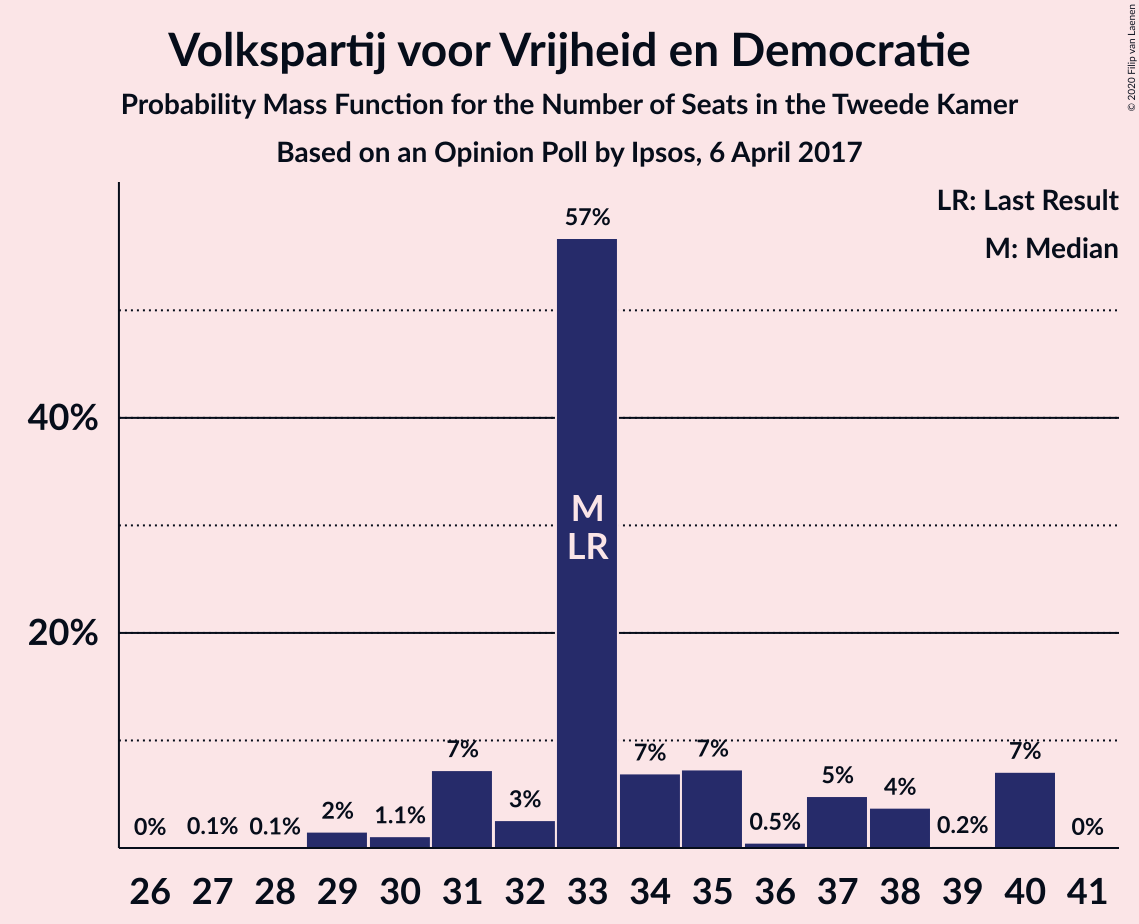 Volkspartij voor Vrijheid en Democratie
Probability Mass Function for the Number of Seats in the Tweede Kamer
Based on an Opinion Poll by Ipsos, 6 April 2017
© 2020 Filip van Laenen
LR: Last Result
M: Median
40%
20%
0% 0.1% 0.1% 2% 1.1% 7% 3% 57% 7% 7% 0.5% 5% 4% 0.2% 7% 0%
M
LR
26 27 28 29 30 31 32 33 34 35 36 37 38 39 40 41